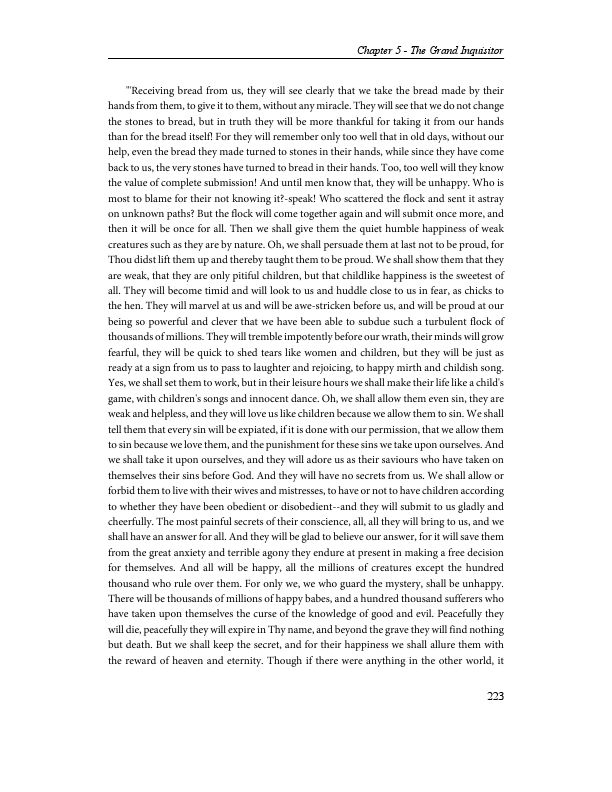 Chapter 5 - The Grand Inquisitor
"'Receiving bread from us, they will see clearly that we take the bread made by their
hands from them, to give it to them, without any miracle. They will see that we do not change
the stones to bread, but in truth they will be more thankful for taking it from our hands
than for the bread itself! For they will remember only too well that in old days, without our
help, even the bread they made turned to stones in their hands, while since they have come
back to us, the very stones have turned to bread in their hands. Too, too well will they know
the value of complete submission! And until men know that, they will be unhappy. Who is
most to blame for their not knowing it?-speak! Who scattered the flock and sent it astray
on unknown paths? But the flock will come together again and will submit once more, and
then it will be once for all. Then we shall give them the quiet humble happiness of weak
creatures such as they are by nature. Oh, we shall persuade them at last not to be proud, for
Thou didst lift them up and thereby taught them to be proud. We shall show them that they
are weak, that they are only pitiful children, but that childlike happiness is the sweetest of
all. They will become timid and will look to us and huddle close to us in fear, as chicks to
the hen. They will marvel at us and will be awe-stricken before us, and will be proud at our
being so powerful and clever that we have been able to subdue such a turbulent flock of
thousands of millions. They will tremble impotently before our wrath, their minds will grow
fearful, they will be quick to shed tears like women and children, but they will be just as
ready at a sign from us to pass to laughter and rejoicing, to happy mirth and childish song.
Yes, we shall set them to work, but in their leisure hours we shall make their life like a child's
game, with children's songs and innocent dance. Oh, we shall allow them even sin, they are
weak and helpless, and they will love us like children because we allow them to sin. We shall
tell them that every sin will be expiated, if it is done with our permission, that we allow them
to sin because we love them, and the punishment for these sins we take upon ourselves. And
we shall take it upon ourselves, and they will adore us as their saviours who have taken on
themselves their sins before God. And they will have no secrets from us. We shall allow or
forbid them to live with their wives and mistresses, to have or not to have children according
to whether they have been obedient or disobedient--and they will submit to us gladly and
cheerfully. The most painful secrets of their conscience, all, all they will bring to us, and we
shall have an answer for all. And they will be glad to believe our answer, for it will save them
from the great anxiety and terrible agony they endure at present in making a free decision
for themselves. And all will be happy, all the millions of creatures except the hundred
thousand who rule over them. For only we, we who guard the mystery, shall be unhappy.
There will be thousands of millions of happy babes, and a hundred thousand sufferers who
have taken upon themselves the curse of the knowledge of good and evil. Peacefully they
will die, peacefully they will expire in Thy name, and beyond the grave they will find nothing
but death. But we shall keep the secret, and for their happiness we shall allure them with
the reward of heaven and eternity. Though if there were anything in the other world, it
223